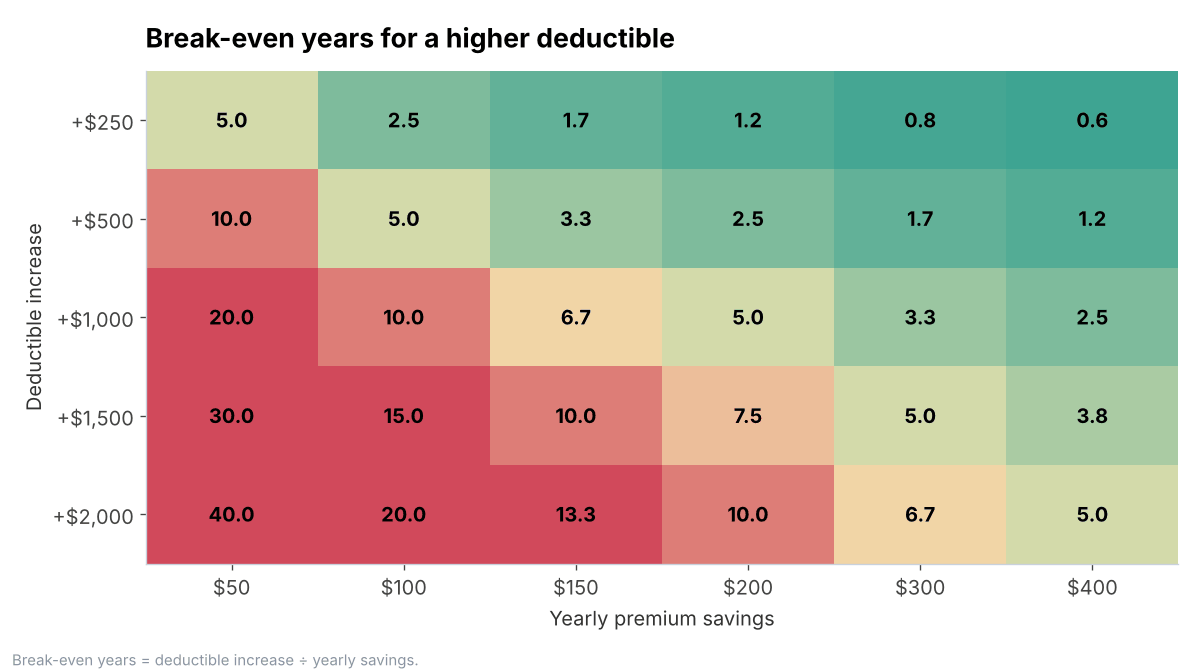 Break-even years for a higher deductible
+$250 5.0 2.5 1.7 1.2 0.8 0.6
+$500 10.0 5.0 3.3 2.5 1.7 1.2
+$1,000 20.0 10.0 6.7 5.0 3.3 2.5
+$1,500 30.0 15.0 10.0 7.5 5.0 3.8
+$2,000 40.0 20.0 13.3 10.0 6.7 5.0
Deductible increase
$50 $100 $150 $200 $300 $400
Yearly premium savings
Break-even years = deductible increase ÷ yearly savings.